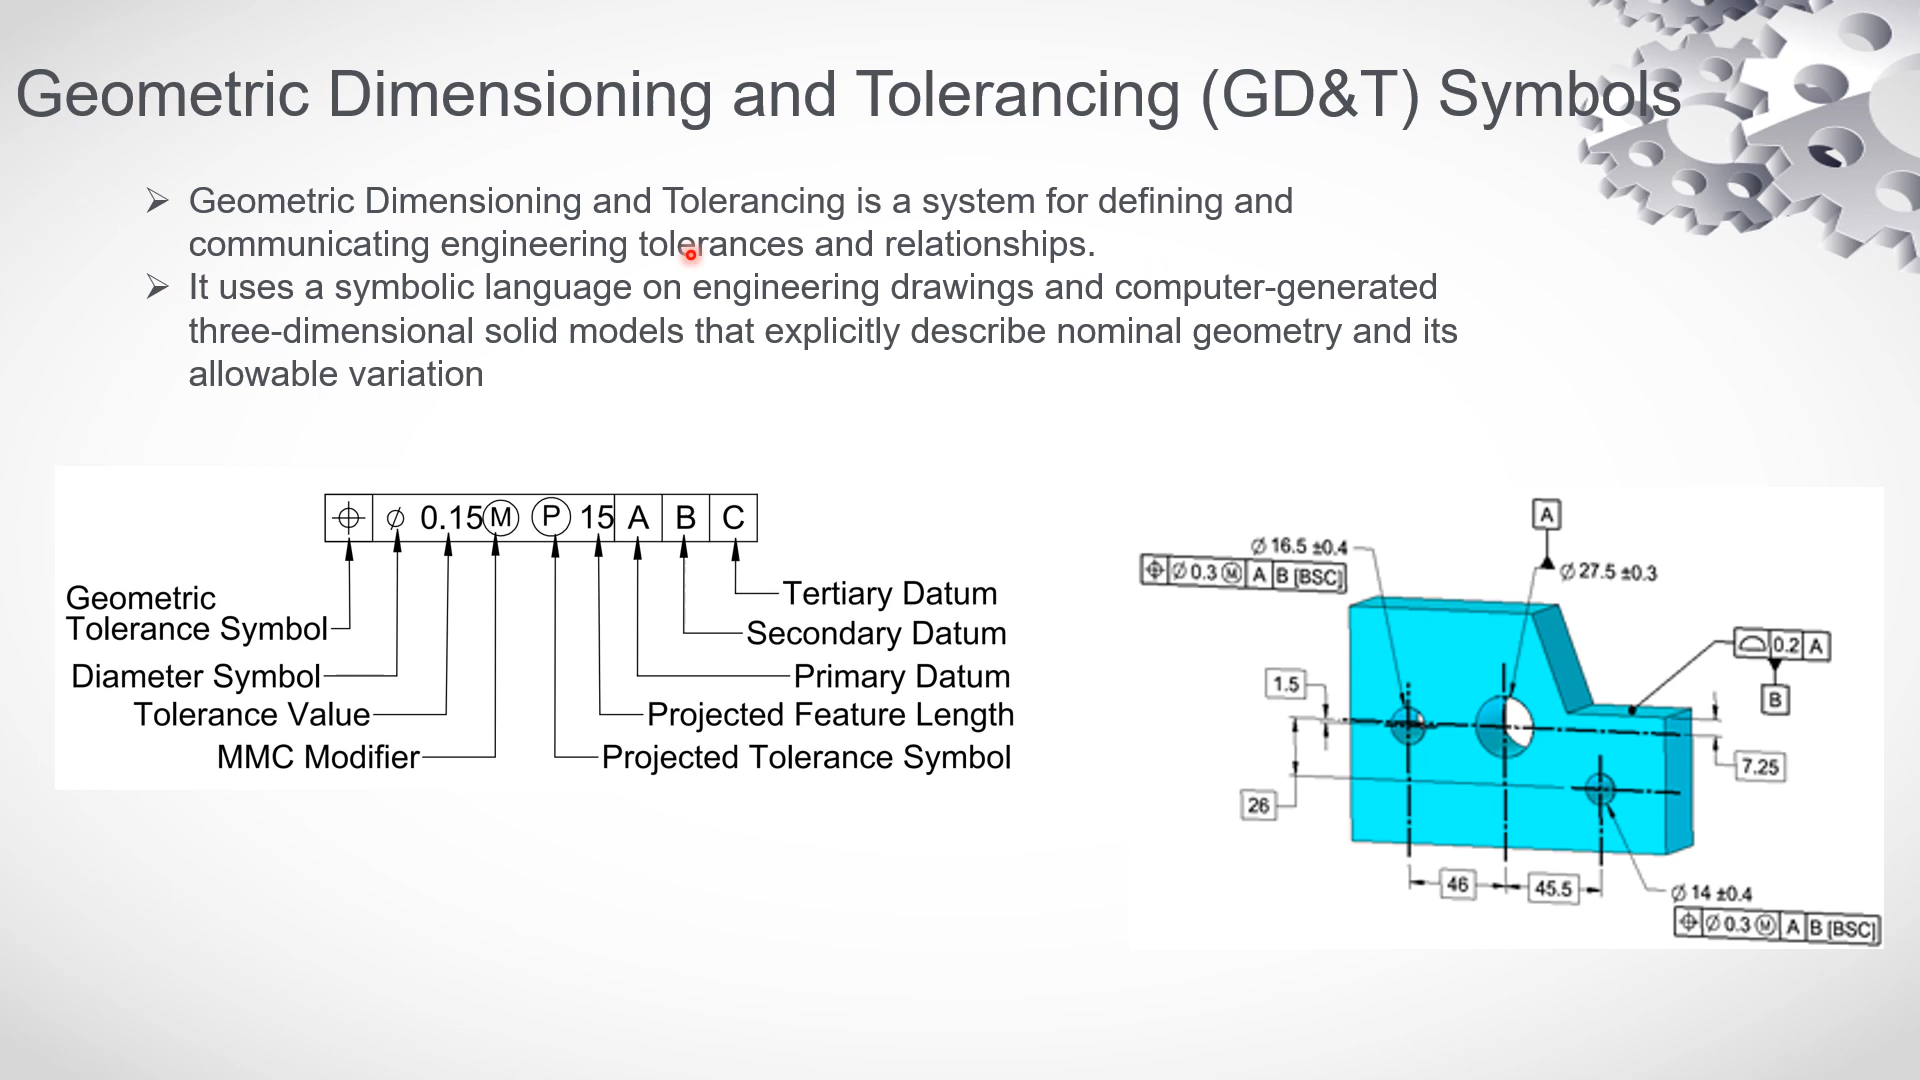 Geometric Dimensioning and Tolerancing (GD&T) Symbols
➢ Geometric Dimensioning and Tolerancing is a system for defining and
communicating engineering tolerances and relationships.
➢ It uses a symbolic language on engineering drawings and computer-generated
three-dimensional solid models that explicitly describe nominal geometry and its
allowable variation
⌖ ⌀ 0.15 Ⓜ Ⓟ 15 A B C
Geometric
Tolerance Symbol
Diameter Symbol
Tolerance Value
MMC Modifier
Tertiary Datum
Secondary Datum
Primary Datum
Projected Feature Length
Projected Tolerance Symbol
A
⌀ 16.5 ±0.4
⌖ ⌀ 0.3 Ⓜ A B [BSC]
⌀ 27.5 ±0.3
⌓ 0.2 A
B
1.5
7.25
26
46
45.5
⌀ 14 ±0.4
⌖ ⌀ 0.3 Ⓜ A B [BSC]